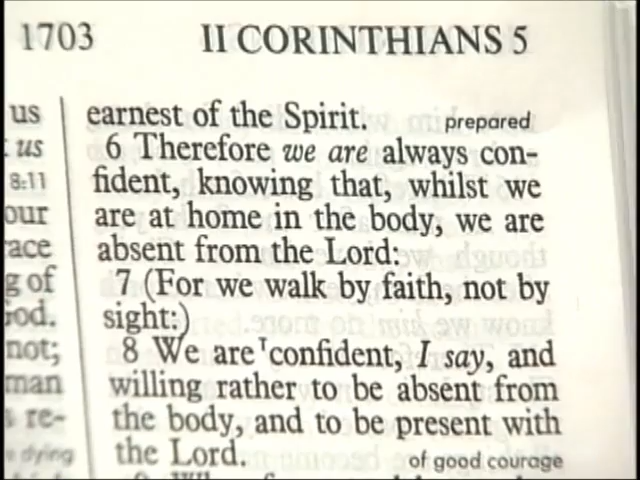 1703 II CORINTHIANS 5
us
us
8:11
our
ace
g of
God.
not;
man
s re-
dying
earnest of the Spirit. prepared
6 Therefore we are always con-
fident, knowing that, whilst we
are at home in the body, we are
absent from the Lord:
7 (For we walk by faith, not by
sight:)
8 We are ᵀconfident, I say, and
willing rather to be absent from
the body, and to be present with
the Lord. of good courage